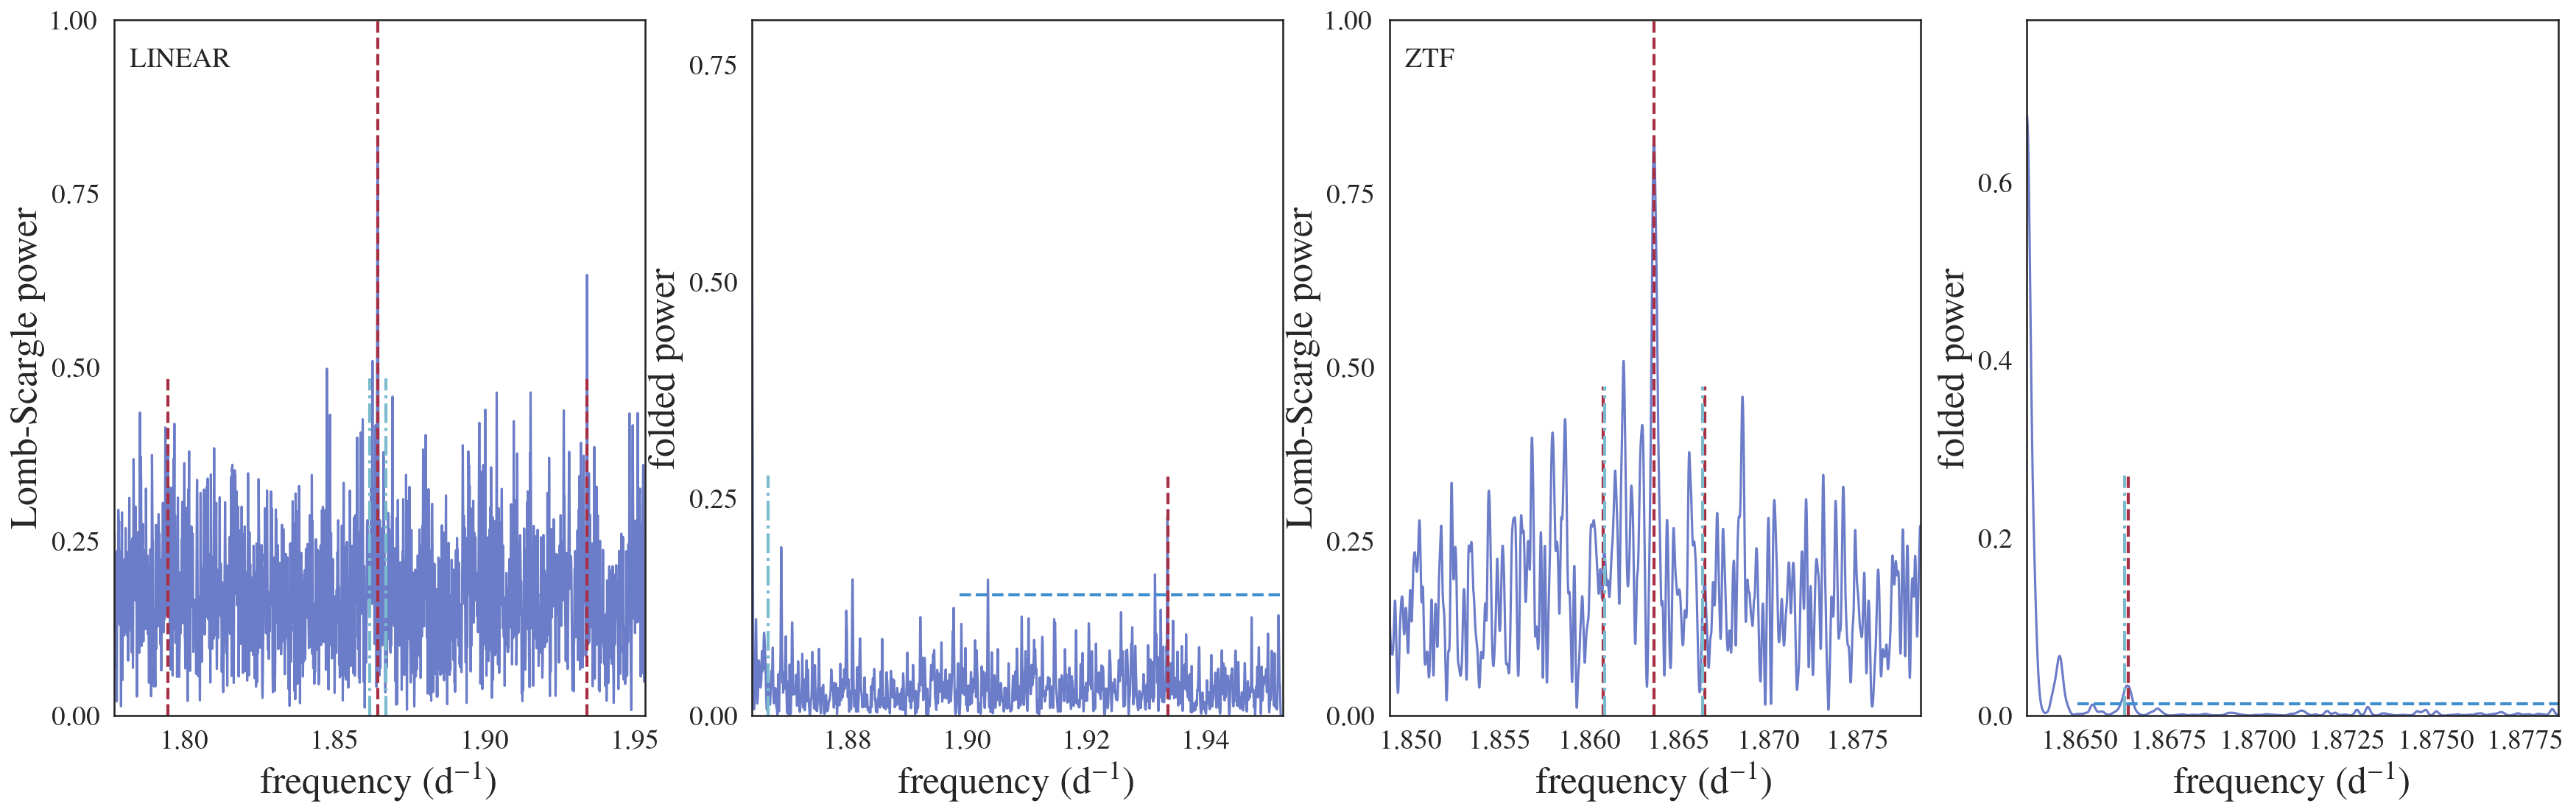 LINEAR
Lomb-Scargle power
1.00
0.75
0.50
0.25
0.00
1.80 1.85 1.90 1.95
frequency (d⁻¹)
folded power
0.75
0.50
0.25
0.00
1.88 1.90 1.92 1.94
frequency (d⁻¹)
ZTF
Lomb-Scargle power
1.00
0.75
0.50
0.25
0.00
1.850 1.855 1.860 1.865 1.870 1.875
frequency (d⁻¹)
folded power
0.6
0.4
0.2
0.0
1.8650 1.8675 1.8700 1.8725 1.8750 1.8775
frequency (d⁻¹)